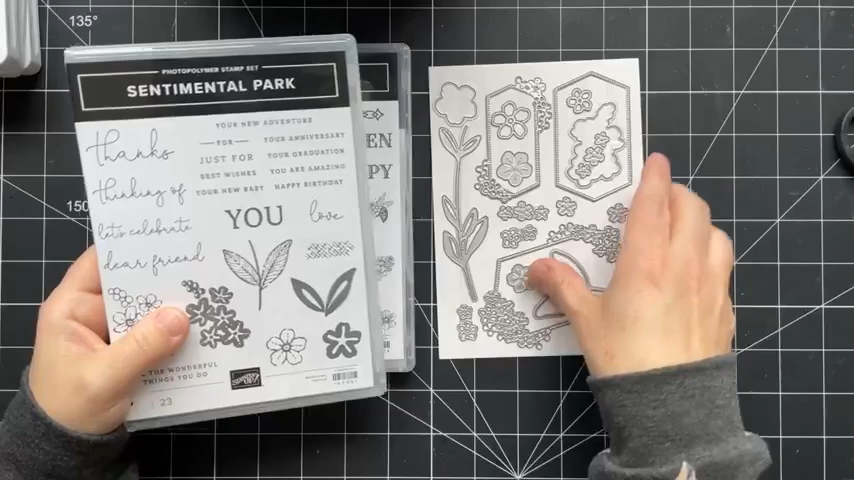 135°
150
PHOTOPOLYMER STAMP SET
SENTIMENTAL PARK
YOUR NEW ADVENTURE
thanks
FOR
YOUR ANNIVERSARY
JUST FOR
YOUR GRADUATION
BEST WISHES
YOU ARE AMAZING
thinking of
YOUR NEW BABY
HAPPY BIRTHDAY
let's celebrate
YOU
love
dear friend
THE WONDERFUL
THINGS YOU DO
23
EN
PY